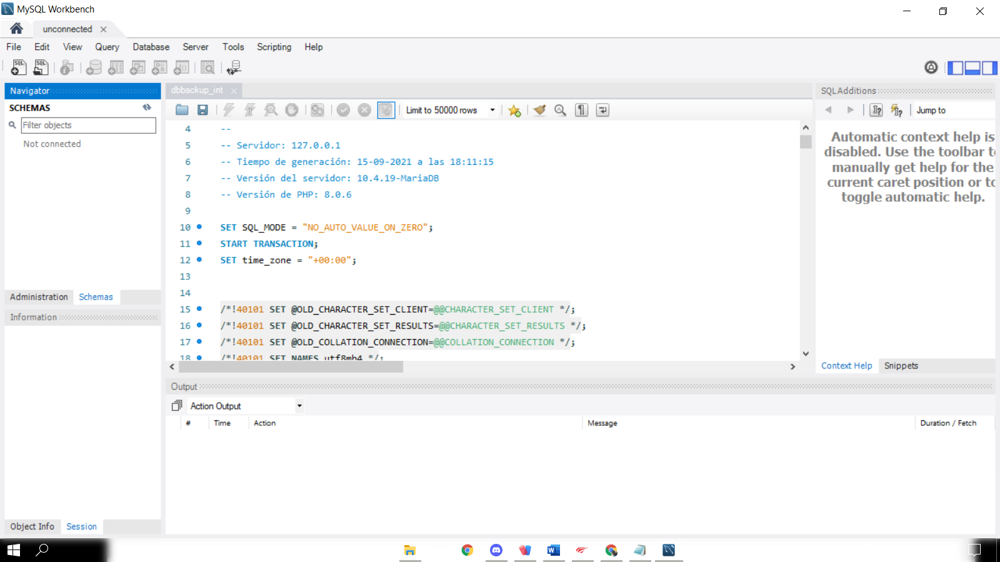 MySQL Workbench
unconnected
File Edit View Query Database Server Tools Scripting Help
SQL SQL
Navigator
SCHEMAS
Filter objects
Not connected
Administration Schemas
Information
Object Info Session
dbbackup_int
Limit to 50000 rows
4 --
5 -- Servidor: 127.0.0.1
6 -- Tiempo de generación: 15-09-2021 a las 18:11:15
7 -- Versión del servidor: 10.4.19-MariaDB
8 -- Versión de PHP: 8.0.6
9
10 SET SQL_MODE = "NO_AUTO_VALUE_ON_ZERO";
11 START TRANSACTION;
12 SET time_zone = "+00:00";
13
14
15 /*!40101 SET @OLD_CHARACTER_SET_CLIENT=@@CHARACTER_SET_CLIENT */;
16 /*!40101 SET @OLD_CHARACTER_SET_RESULTS=@@CHARACTER_SET_RESULTS */;
17 /*!40101 SET @OLD_COLLATION_CONNECTION=@@COLLATION_CONNECTION */;
18 /*!40101 SET NAMES utf8mb4 */;
Output
Action Output
# Time Action Message Duration / Fetch
SQLAdditions
Jump to
Automatic context help is
disabled. Use the toolbar t
manually get help for the
current caret position or to
toggle automatic help.
Context Help Snippets